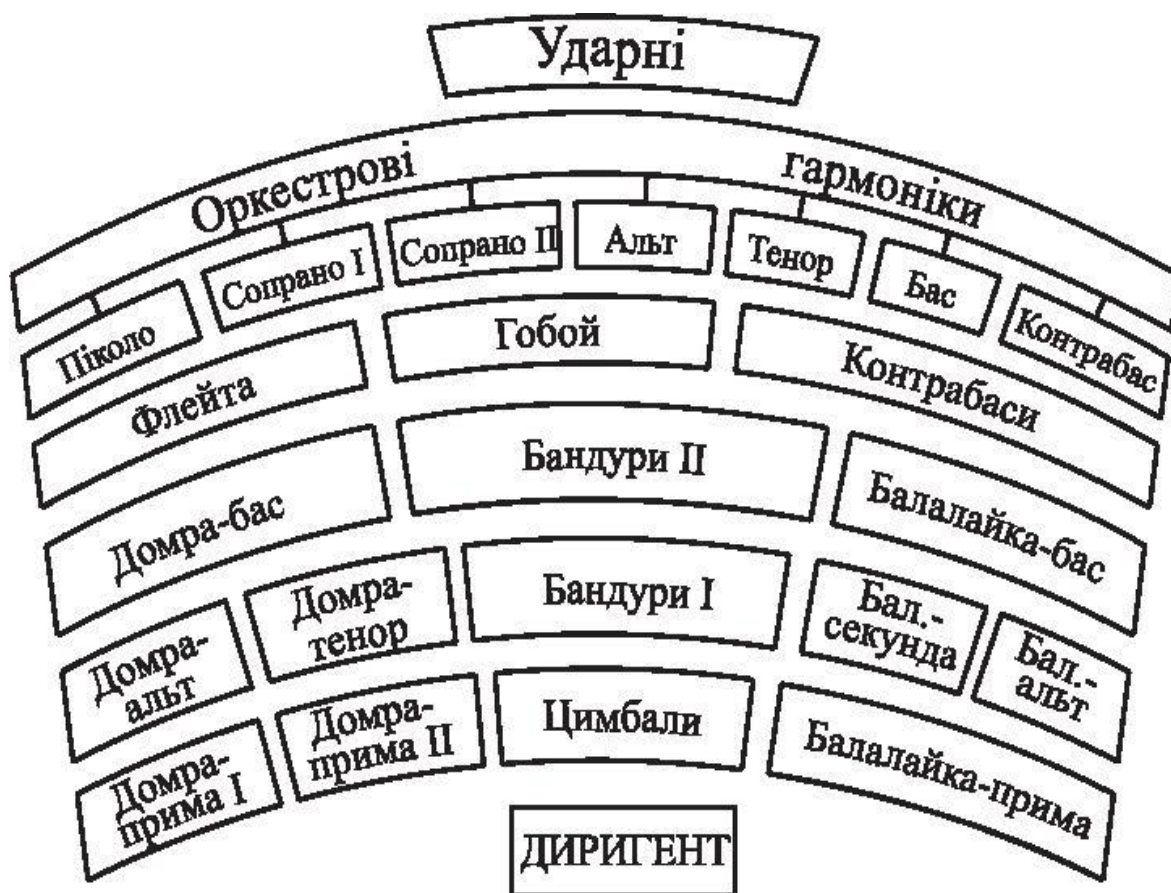 Ударні
Оркестрові гармоніки
Піколо
Сопрано I
Сопрано II
Альт
Тенор
Бас
Контрабас
Флейта
Гобой
Контрабаси
Домра-бас
Бандури II
Балалайка-бас
Домра-
альт
Домра-
тенор
Бандури I
Бал.-
секунда
Бал.-
альт
Домра-
прима I
Домра-
прима II
Цимбали
Балалайка-прима
ДИРИГЕНТ